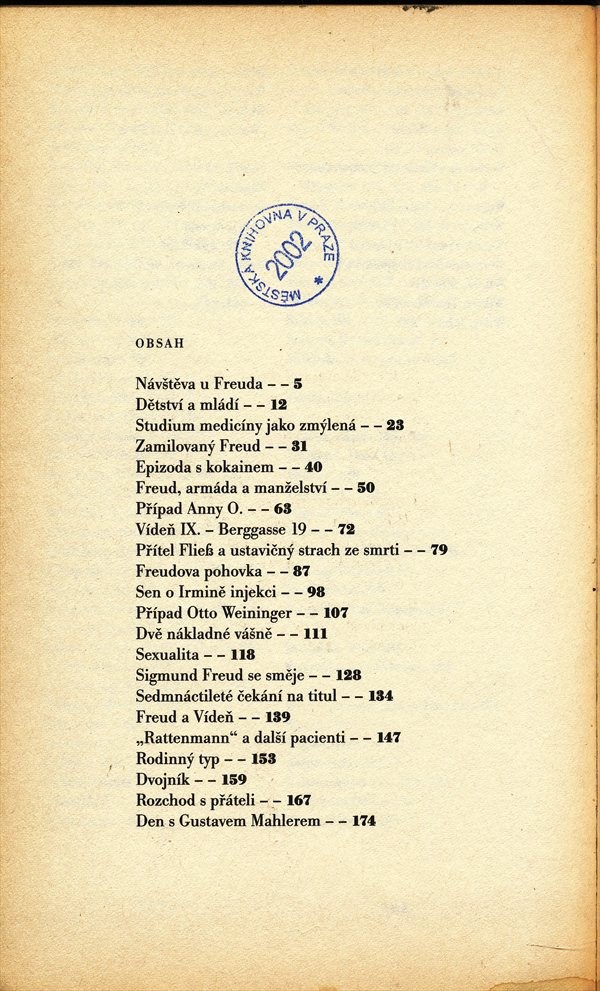 MĚSTSKÁ KNIHOVNA V PRAZE *
2002
OBSAH
Návštěva u Freuda – – 5
Dětství a mládí – – 12
Studium medicíny jako zmýlená – – 23
Zamilovaný Freud – – 31
Epizoda s kokainem – – 40
Freud, armáda a manželství – – 50
Případ Anny O. – – 63
Vídeň IX. – Berggasse 19 – – 72
Přítel Fließ a ustavičný strach ze smrti – – 79
Freudova pohovka – – 87
Sen o Irmině injekci – – 98
Případ Otto Weininger – – 107
Dvě nákladné vášně – – 111
Sexualita – – 118
Sigmund Freud se směje – – 128
Sedmnáctileté čekání na titul – – 134
Freud a Vídeň – – 139
„Rattenmann“ a další pacienti – – 147
Rodinný typ – – 153
Dvojník – – 159
Rozchod s přáteli – – 167
Den s Gustavem Mahlerem – – 174